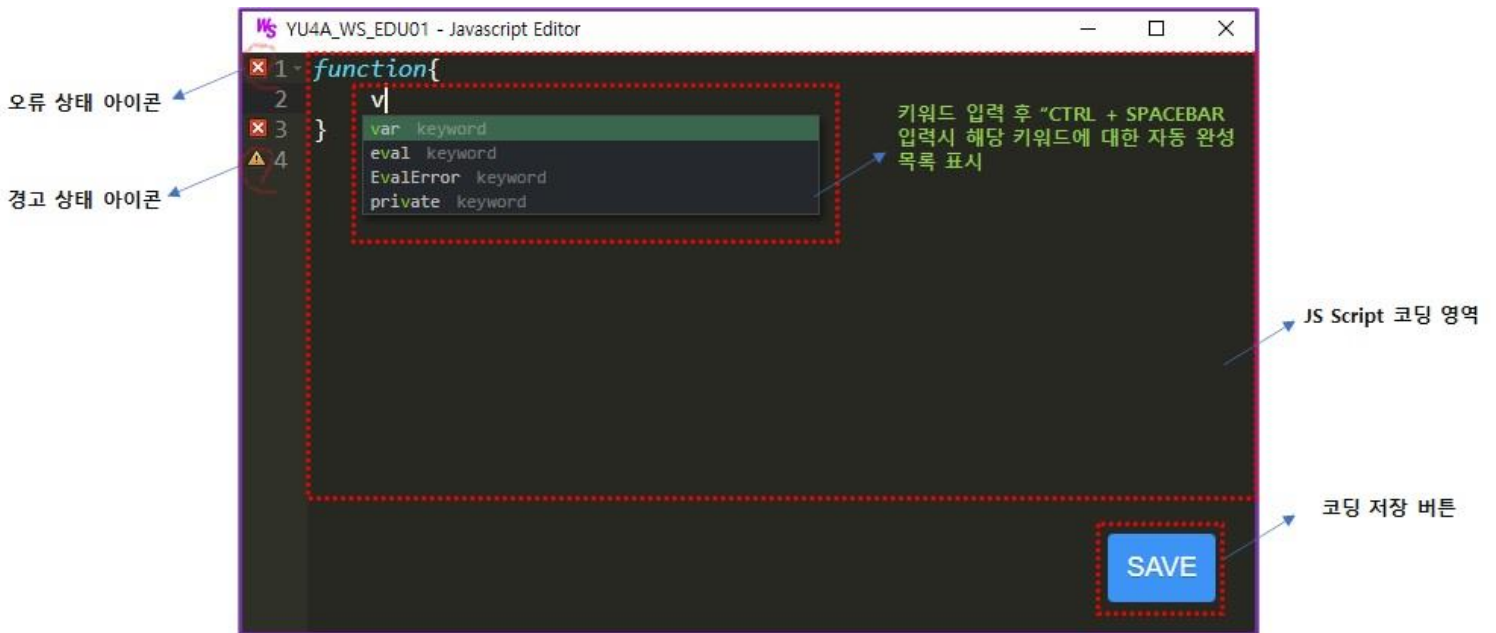 WS YU4A_WS_EDU01 - Javascript Editor
1 function{
2 v
3 }
4
var keyword
eval keyword
EvalError keyword
private keyword
오류 상태 아이콘
경고 상태 아이콘
키워드 입력 후 "CTRL + SPACEBAR
입력시 해당 키워드에 대한 자동 완성
목록 표시
JS Script 코딩 영역
코딩 저장 버튼
SAVE